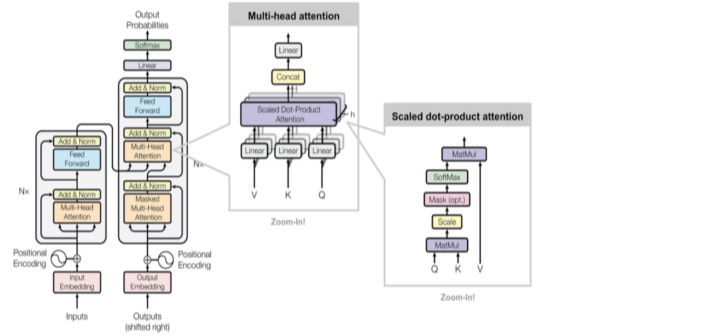 Output
Probabilities
Softmax
Linear
Add & Norm
Feed
Forward
Add & Norm
Multi-Head
Attention
Nx
Add & Norm
Masked
Multi-Head
Attention
Positional
Encoding
Output
Embedding
Outputs
(shifted right)
Add & Norm
Feed
Forward
Nx
Add & Norm
Multi-Head
Attention
Positional
Encoding
Input
Embedding
Inputs
Multi-head attention
Linear
Concat
Scaled Dot-Product
Attention
h
Linear Linear Linear
V K Q
Zoom-In!
Scaled dot-product attention
MatMul
SoftMax
Mask (opt.)
Scale
MatMul
Q K V
Zoom-In!